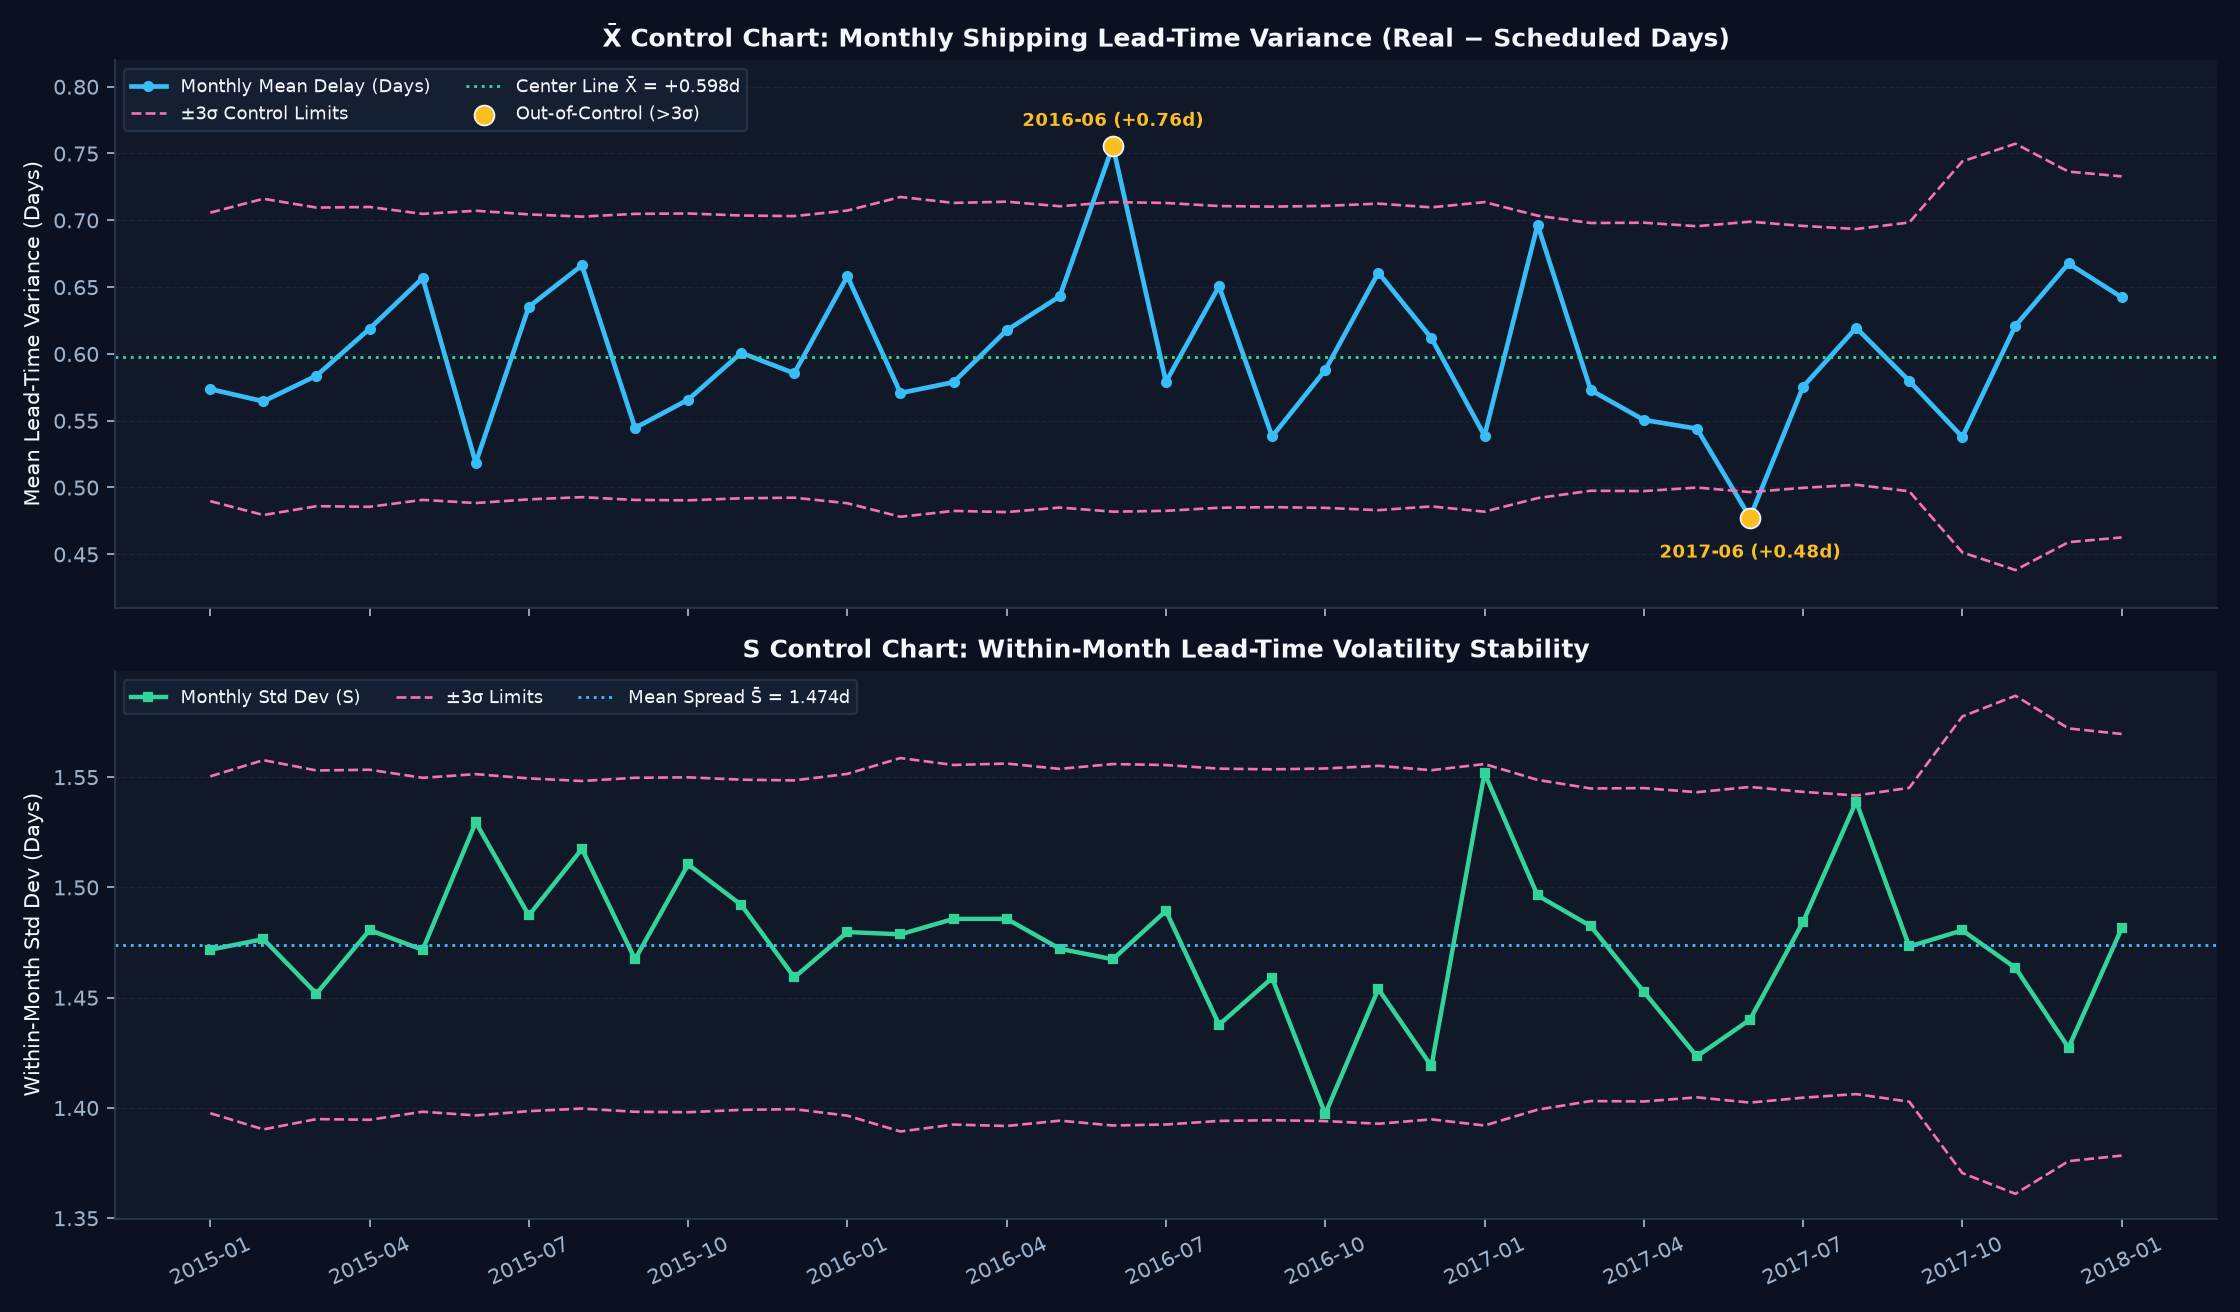 X̄ Control Chart: Monthly Shipping Lead-Time Variance (Real − Scheduled Days)
Monthly Mean Delay (Days)
±3σ Control Limits
Center Line X̄ = +0.598d
Out-of-Control (>3σ)
Mean Lead-Time Variance (Days)
0.80
0.75
0.70
0.65
0.60
0.55
0.50
0.45
2016-06 (+0.76d)
2017-06 (+0.48d)
S Control Chart: Within-Month Lead-Time Volatility Stability
Monthly Std Dev (S)
±3σ Limits
Mean Spread S̄ = 1.474d
Within-Month Std Dev (Days)
1.55
1.50
1.45
1.40
1.35
2015-01
2015-04
2015-07
2015-10
2016-01
2016-04
2016-07
2016-10
2017-01
2017-04
2017-07
2017-10
2018-01